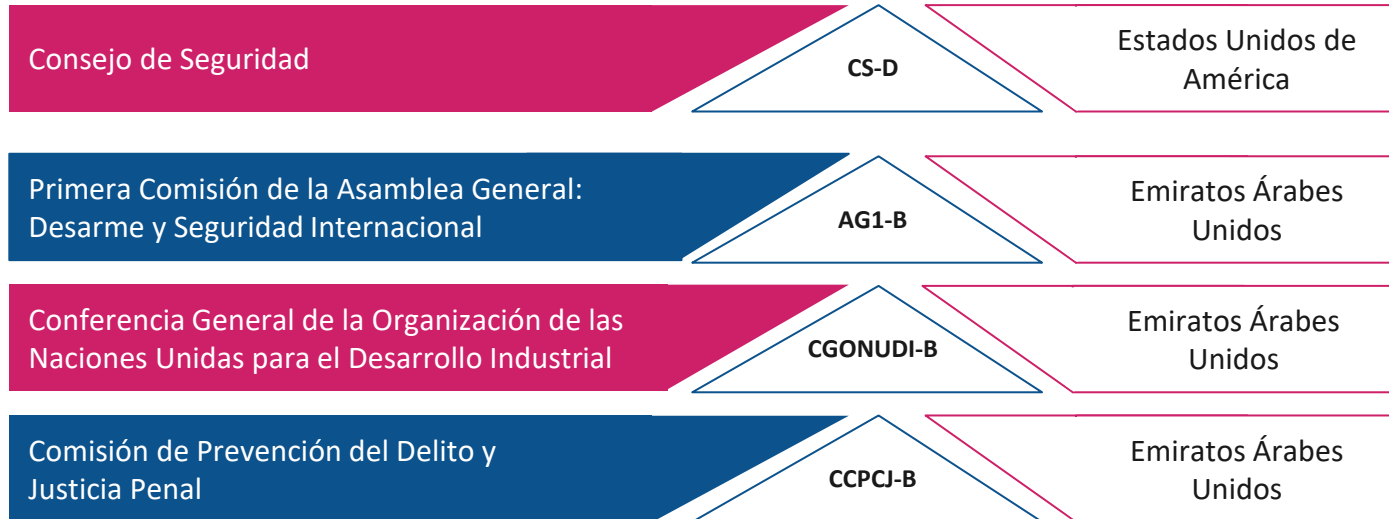 Consejo de Seguridad
CS-D
Estados Unidos de
América
Primera Comisión de la Asamblea General:
Desarme y Seguridad Internacional
AG1-B
Emiratos Árabes
Unidos
Conferencia General de la Organización de las
Naciones Unidas para el Desarrollo Industrial
CGONUDI-B
Emiratos Árabes
Unidos
Comisión de Prevención del Delito y
Justicia Penal
CCPCJ-B
Emiratos Árabes
Unidos